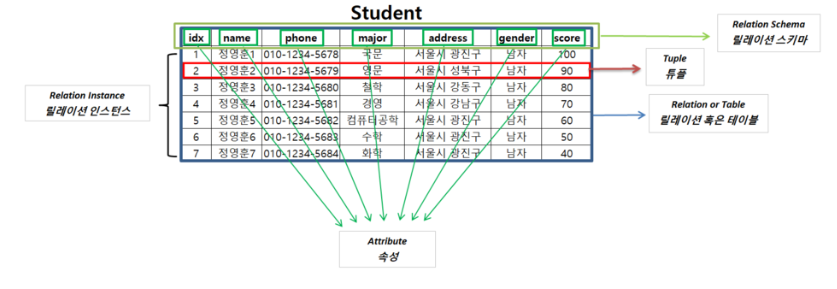 Student
idx name phone major address gender score
1 정영훈1 010-1234-5678 국문 서울시 광진구 남자 100
2 정영훈2 010-1234-5679 영문 서울시 성북구 남자 90
3 정영훈3 010-1234-5680 철학 서울시 강동구 남자 80
4 정영훈4 010-1234-5681 경영 서울시 강남구 남자 70
5 정영훈5 010-1234-5682 컴퓨터공학 서울시 광진구 남자 60
6 정영훈6 010-1234-5683 수학 서울시 광진구 남자 50
7 정영훈7 010-1234-5684 화학 서울시 광진구 남자 40
Relation Schema
릴레이션 스키마
Tuple
튜플
Relation Instance
릴레이션 인스턴스
Relation or Table
릴레이션 혹은 테이블
Attribute
속성